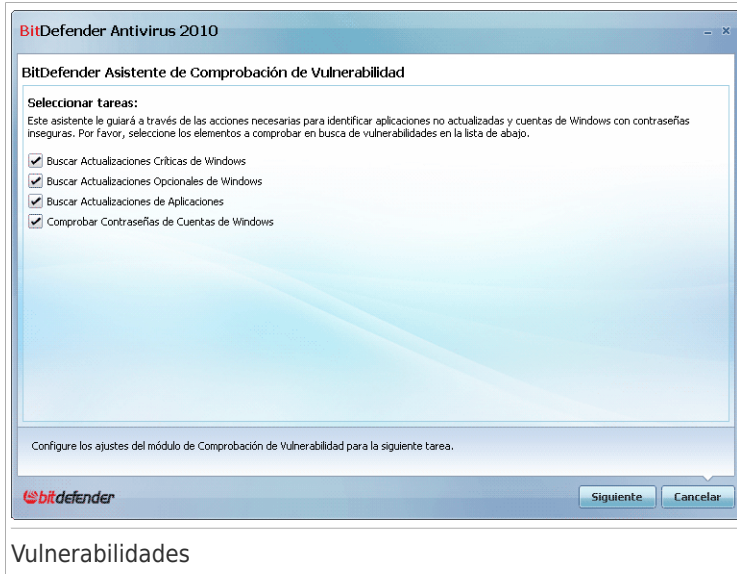 BitDefender Antivirus 2010
BitDefender Asistente de Comprobación de Vulnerabilidad
Seleccionar tareas:
Este asistente le guiará a través de las acciones necesarias para identificar aplicaciones no actualizadas y cuentas de Windows con contraseñas
inseguras. Por favor, seleccione los elementos a comprobar en busca de vulnerabilidades en la lista de abajo.
Buscar Actualizaciones Críticas de Windows
Buscar Actualizaciones Opcionales de Windows
Buscar Actualizaciones de Aplicaciones
Comprobar Contraseñas de Cuentas de Windows
Configure los ajustes del módulo de Comprobación de Vulnerabilidad para la siguiente tarea.
bitdefender
Siguiente Cancelar
Vulnerabilidades